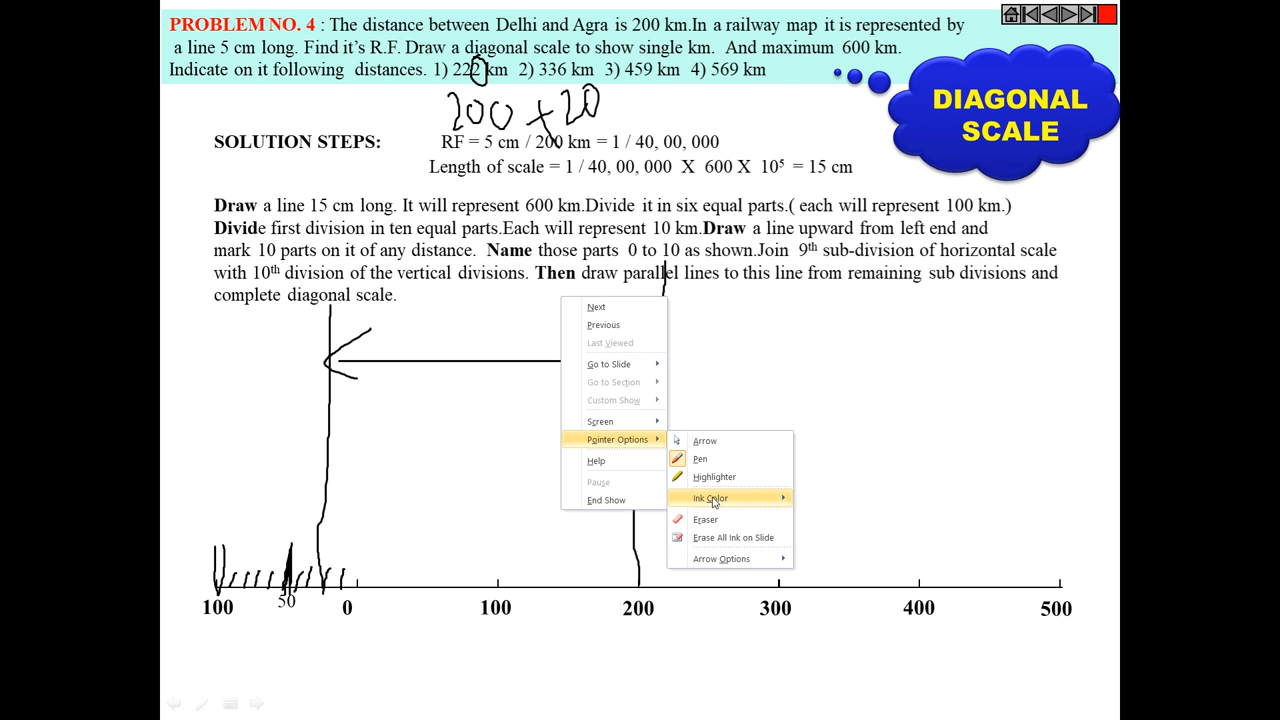 PROBLEM NO. 4 : The distance between Delhi and Agra is 200 km.In a railway map it is represented by
a line 5 cm long. Find it's R.F. Draw a diagonal scale to show single km. And maximum 600 km.
Indicate on it following distances. 1) 222 km 2) 336 km 3) 459 km 4) 569 km
DIAGONAL
SCALE
200 + 20
SOLUTION STEPS: RF = 5 cm / 200 km = 1 / 40, 00, 000
Length of scale = 1 / 40, 00, 000 X 600 X 10⁵ = 15 cm
Draw a line 15 cm long. It will represent 600 km.Divide it in six equal parts.( each will represent 100 km.)
Divide first division in ten equal parts.Each will represent 10 km.Draw a line upward from left end and
mark 10 parts on it of any distance. Name those parts 0 to 10 as shown.Join 9th sub-division of horizontal scale
with 10th division of the vertical divisions. Then draw parallel lines to this line from remaining sub divisions and
complete diagonal scale.
Next
Previous
Last Viewed
Go to Slide
Go to Section
Custom Show
Screen
Pointer Options
Help
Pause
End Show
Arrow
Pen
Highlighter
Ink Color
Eraser
Erase All Ink on Slide
Arrow Options
50
100 0 100 200 300 400 500